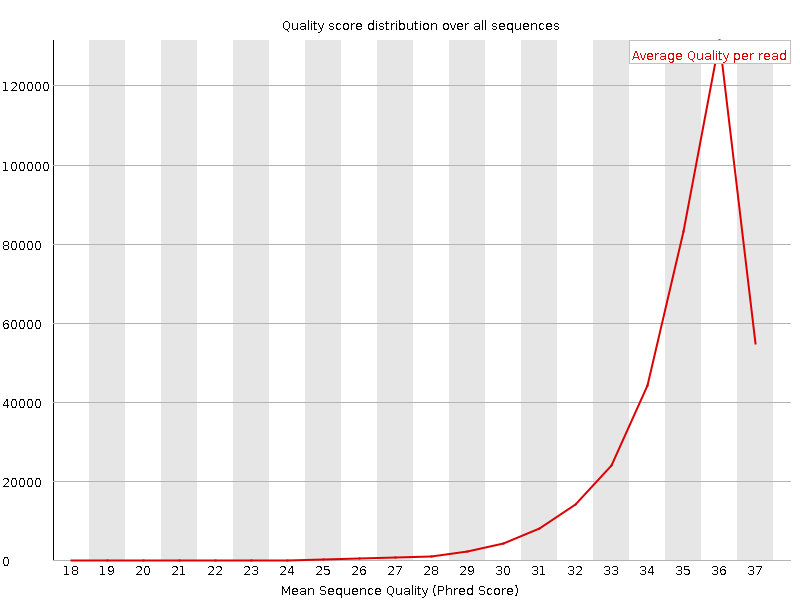 Quality score distribution over all sequences
Average Quality per read
120000
100000
80000
60000
40000
20000
0
18 19 20 21 22 23 24 25 26 27 28 29 30 31 32 33 34 35 36 37
Mean Sequence Quality (Phred Score)